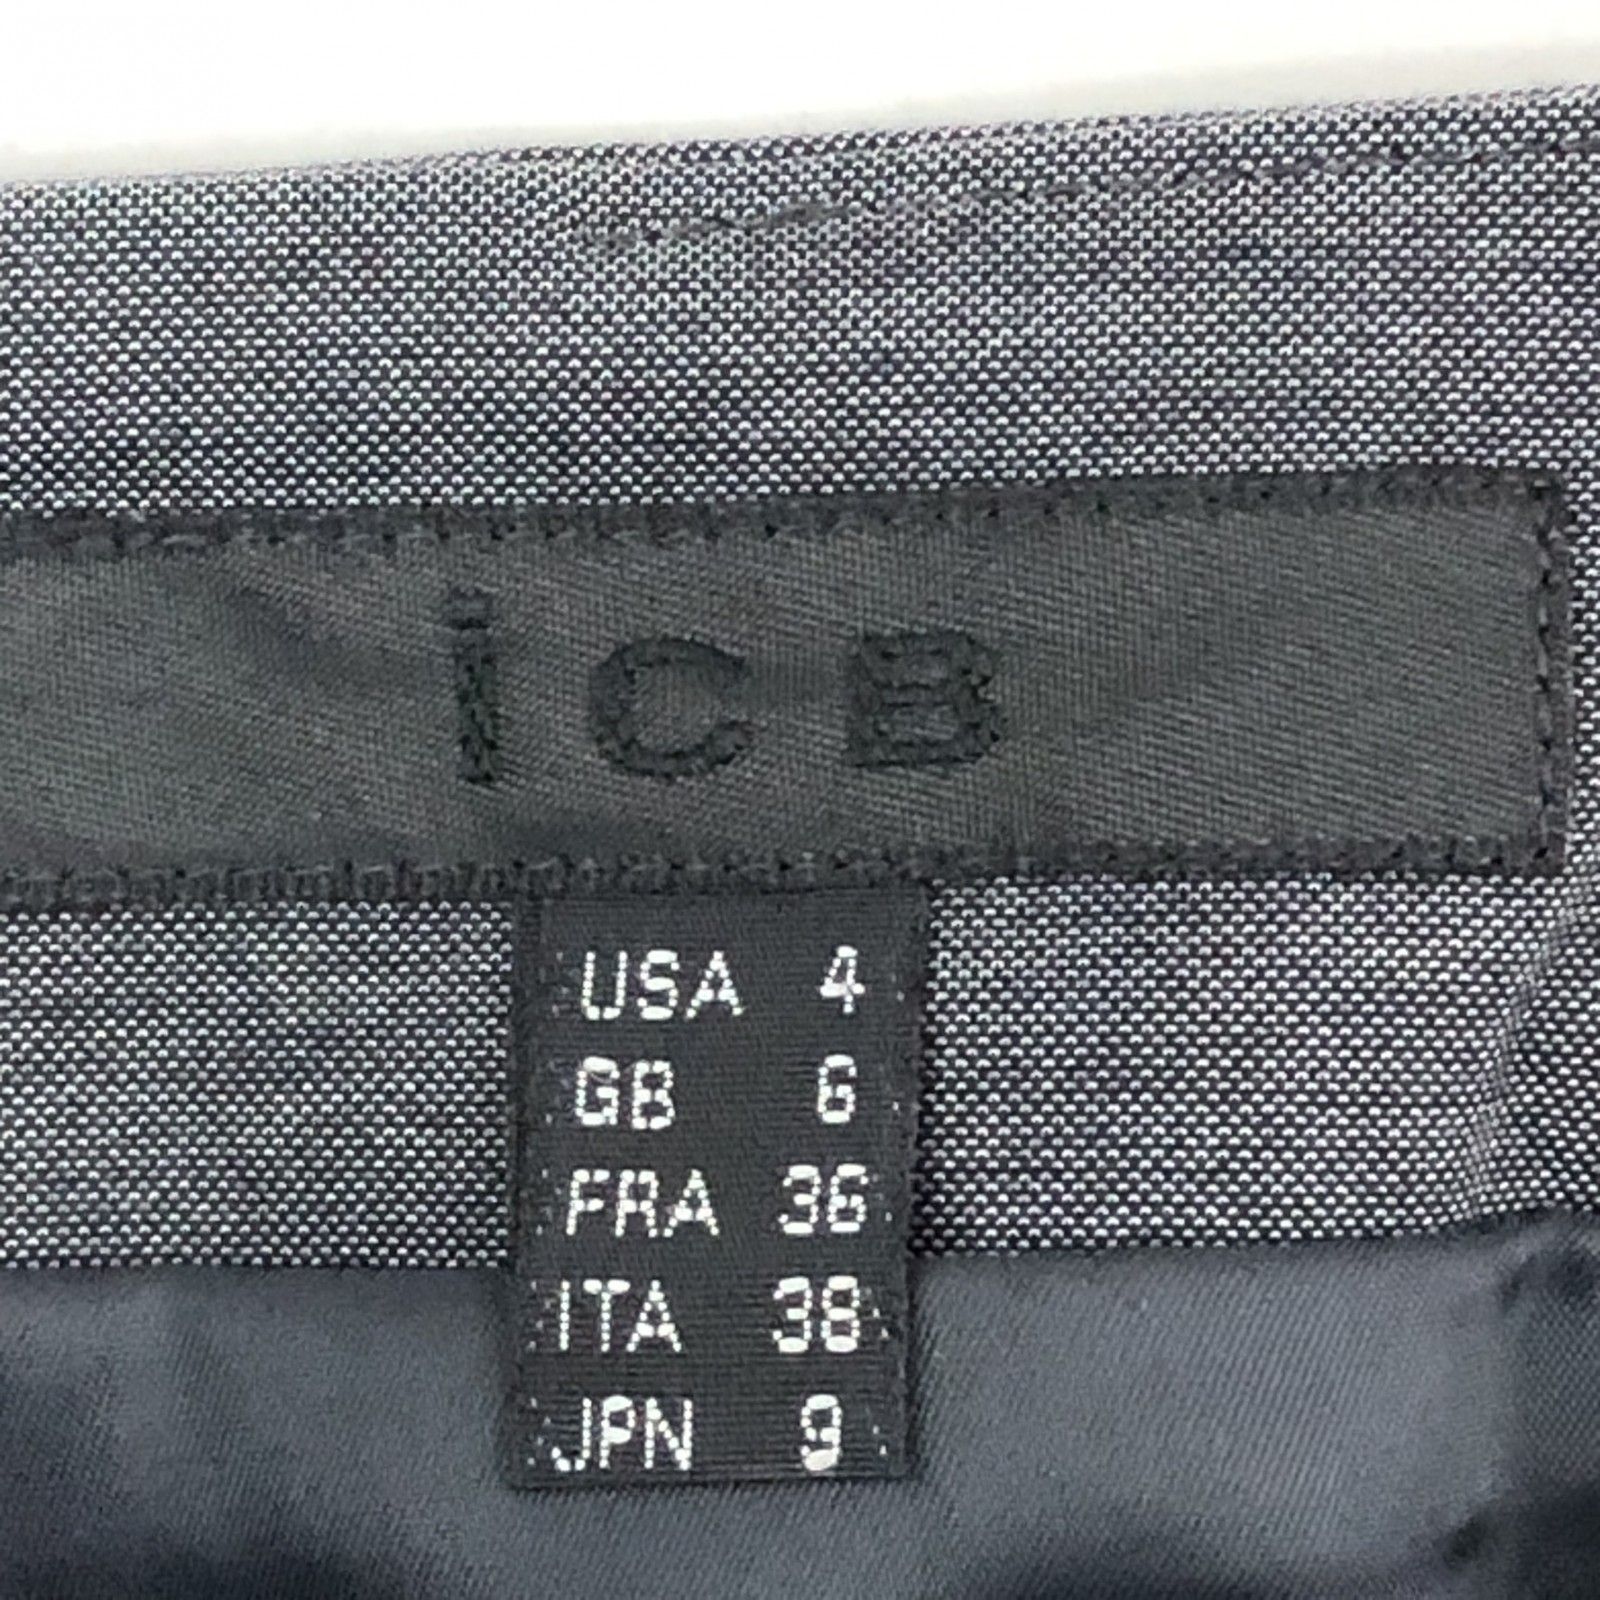 iCB
USA 4
GB 6
FRA 36
ITA 38
JPN 9